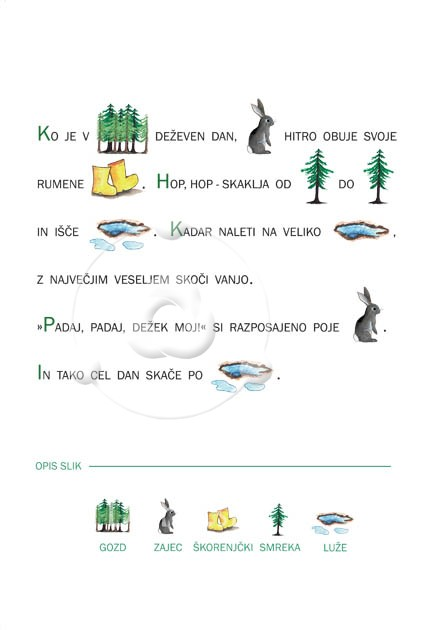 KO JE V DEŽEVEN DAN, HITRO OBUJE SVOJE
RUMENE . HOP, HOP - SKAKLJA OD DO
IN IŠČE . KADAR NALETI NA VELIKO ,
Z NAJVEČJIM VESELJEM SKOČI VANJO.
»PADAJ, PADAJ, DEŽEK MOJ!« SI RAZPOSAJENO POJE .
IN TAKO CEL DAN SKAČE PO .
OPIS SLIK
GOZD ZAJEC ŠKORENJČKI SMREKA LUŽE